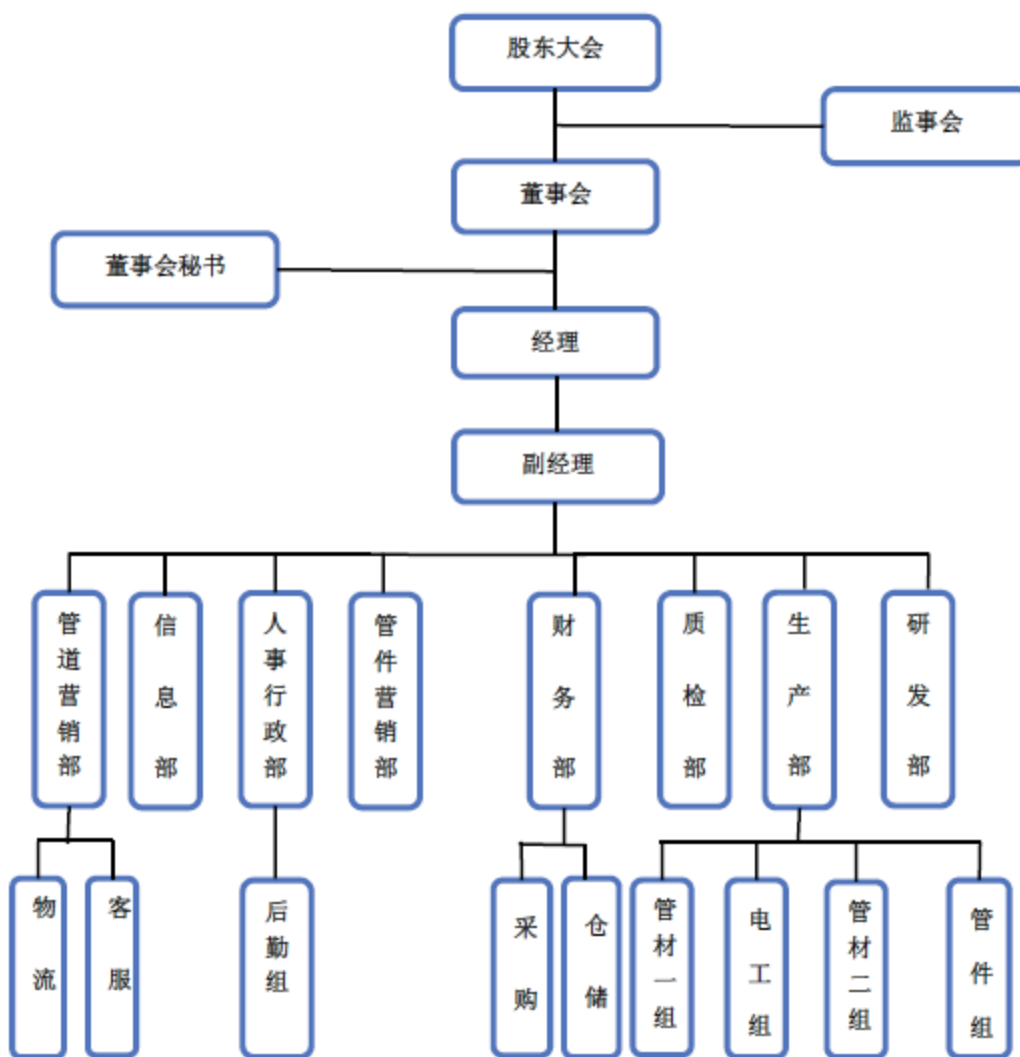 股东大会
监事会
董事会
董事会秘书
经理
副经理
管道营销部
信息部
人事行政部
管件营销部
财务部
质检部
生产部
研发部
物流
客服
后勤组
采购
仓储
管材一组
电工组
管材二组
管件组